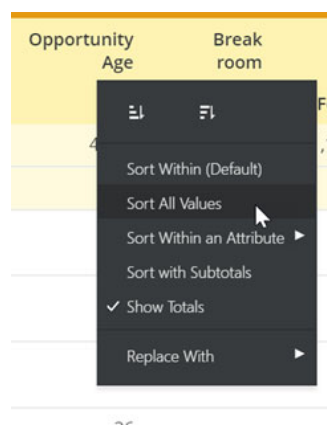 Opportunity Age
Break room
F
4
,
Sort Within (Default)
Sort All Values
Sort Within an Attribute
Sort with Subtotals
Show Totals
Replace With